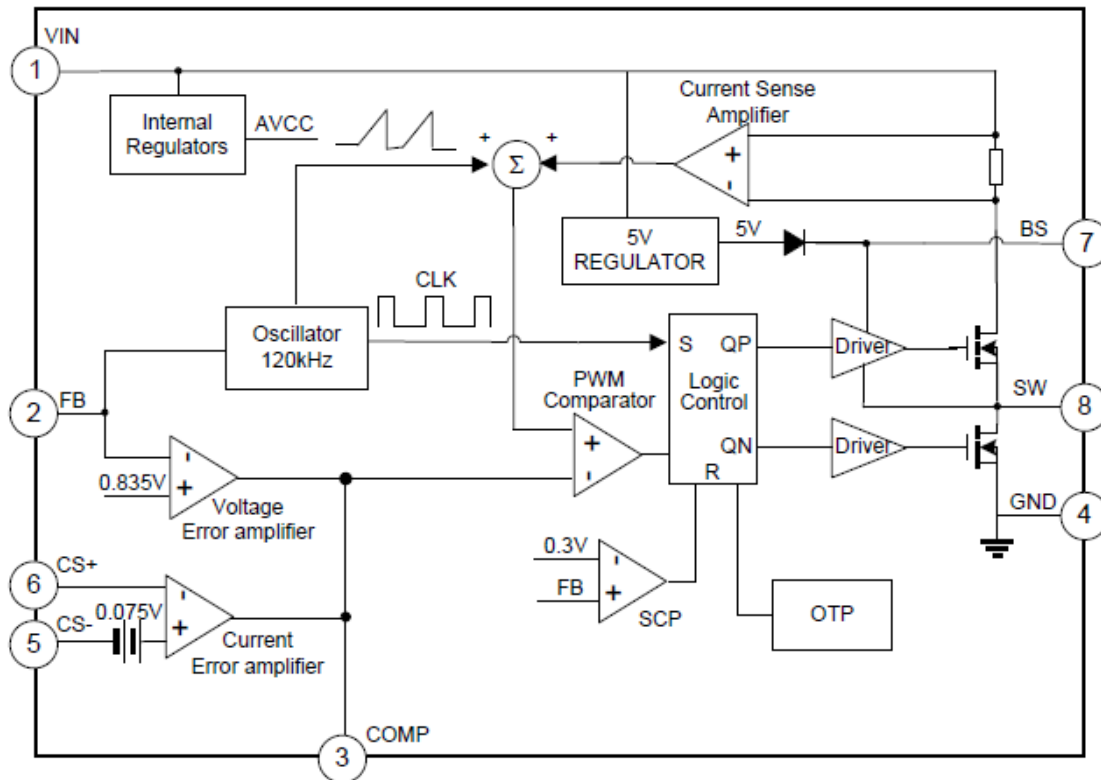 VIN
1
Internal
Regulators
AVCC
+
Σ
+
Current Sense
Amplifier
+
-
5V
REGULATOR
5V
BS
7
CLK
Oscillator
120kHz
S
QP
Logic
Control
QN
R
Driver
SW
8
2
FB
PWM
Comparator
+
-
Driver
-
0.835V
+
Voltage
Error amplifier
GND
4
6
CS+
-
0.075V
+
5
CS-
Current
Error amplifier
0.3V
-
FB
+
SCP
OTP
COMP
3